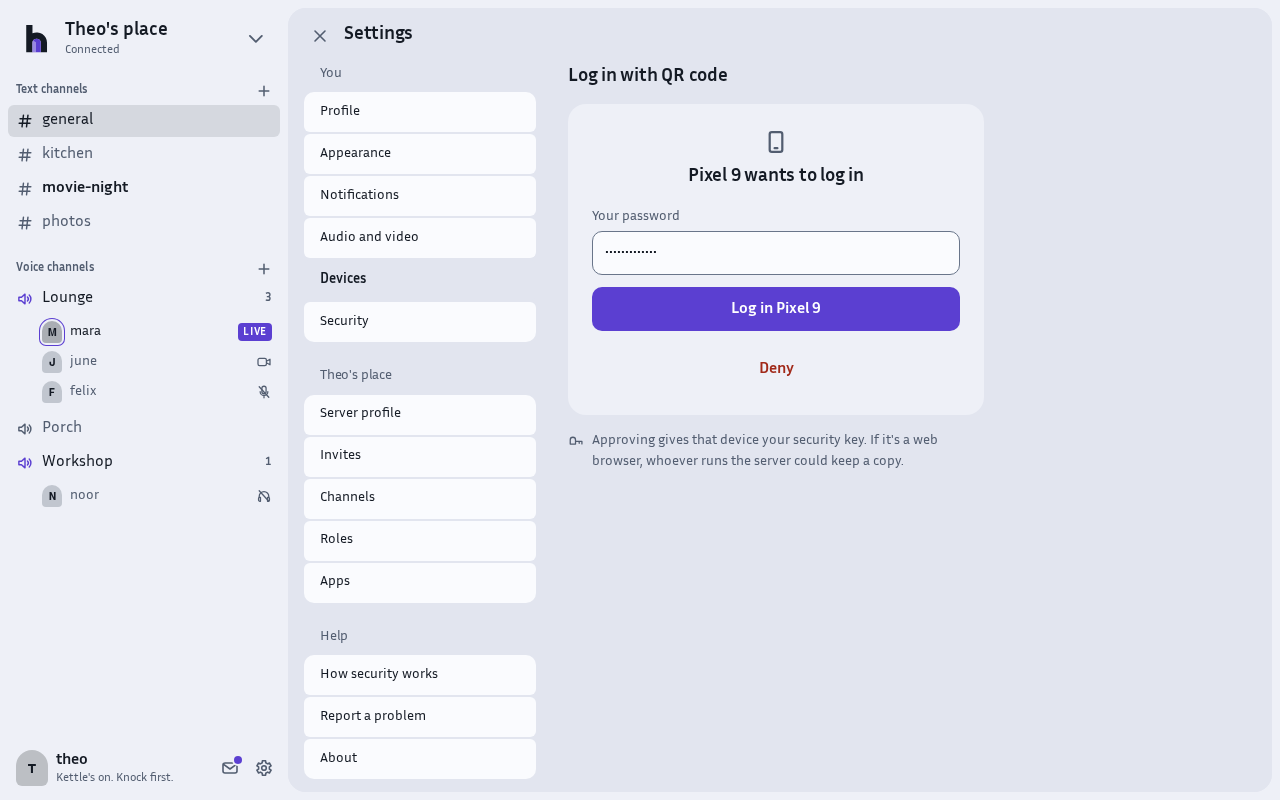 Theo's place
Connected
Text channels
general
kitchen
movie-night
photos
Voice channels
Lounge
3
M
mara
LIVE
J
june
F
felix
Porch
Workshop
1
N
noor
T
theo
Kettle's on. Knock first.
Settings
You
Profile
Appearance
Notifications
Audio and video
Devices
Security
Theo's place
Server profile
Invites
Channels
Roles
Apps
Help
How security works
Report a problem
About
Log in with QR code
Pixel 9 wants to log in
Your password
Log in Pixel 9
Deny
Approving gives that device your security key. If it's a web
browser, whoever runs the server could keep a copy.